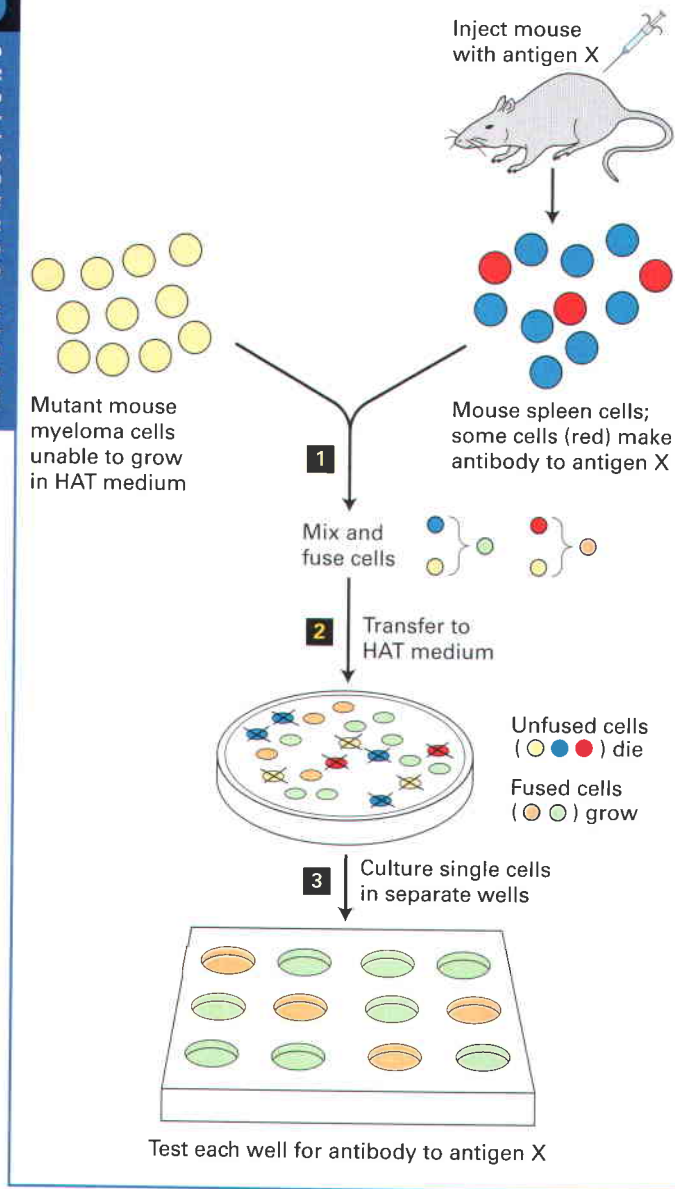 Inject mouse
with antigen X
Mutant mouse
myeloma cells
unable to grow
in HAT medium
Mouse spleen cells;
some cells (red) make
antibody to antigen X
1
Mix and
fuse cells
2
Transfer to
HAT medium
Unfused cells
( ) die
Fused cells
( ) grow
3
Culture single cells
in separate wells
Test each well for antibody to antigen X